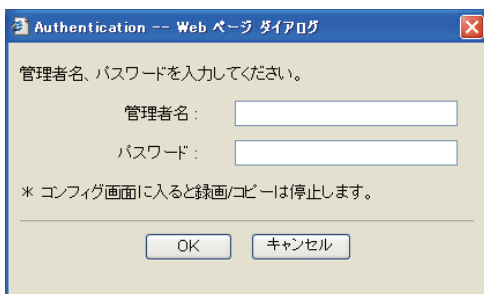 Authentication -- Web ページ ダイアログ
管理者名、パスワードを入力してください。
管理者名 :
パスワード :
* コンフィグ画面に入ると録画/コピーは停止します。
OK キャンセル